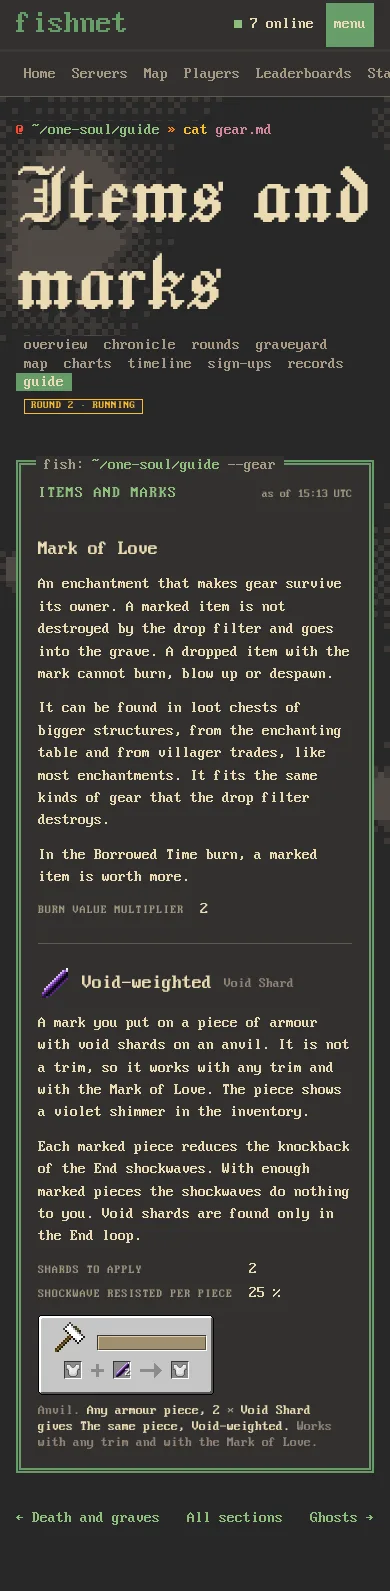 fishnet
7 online
menu
Home Servers Map Players Leaderboards Sta
@ ~/one-soul/guide » cat gear.md
Items and
marks
overview chronicle rounds graveyard
map charts timeline sign-ups records
guide
ROUND 2 · RUNNING
fish: ~/one-soul/guide --gear
ITEMS AND MARKS as of 15:13 UTC
Mark of Love
An enchantment that makes gear survive
its owner. A marked item is not
destroyed by the drop filter and goes
into the grave. A dropped item with the
mark cannot burn, blow up or despawn.
It can be found in loot chests of
bigger structures, from the enchanting
table and from villager trades, like
most enchantments. It fits the same
kinds of gear that the drop filter
destroys.
In the Borrowed Time burn, a marked
item is worth more.
BURN VALUE MULTIPLIER 2
Void-weighted Void Shard
A mark you put on a piece of armour
with void shards on an anvil. It is not
a trim, so it works with any trim and
with the Mark of Love. The piece shows
a violet shimmer in the inventory.
Each marked piece reduces the knockback
of the End shockwaves. With enough
marked pieces the shockwaves do nothing
to you. Void shards are found only in
the End loop.
SHARDS TO APPLY 2
SHOCKWAVE RESISTED PER PIECE 25 %
2
Anvil. Any armour piece, 2 × Void Shard
gives The same piece, Void-weighted. Works
with any trim and with the Mark of Love.
← Death and graves All sections Ghosts →